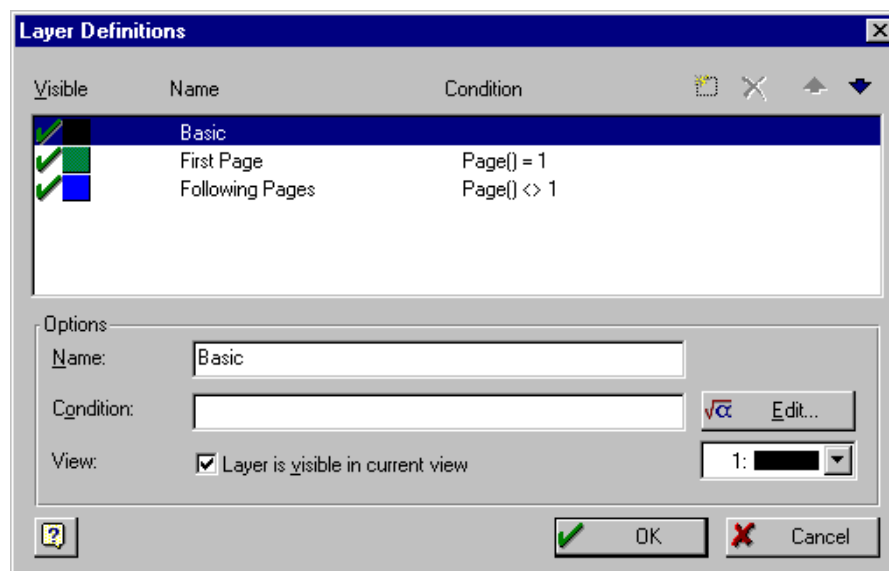 Layer Definitions
Visible Name Condition
Basic
First Page Page() = 1
Following Pages Page() <> 1
Options
Name: Basic
Condition: √α Edit...
View: Layer is visible in current view 1:
? OK Cancel